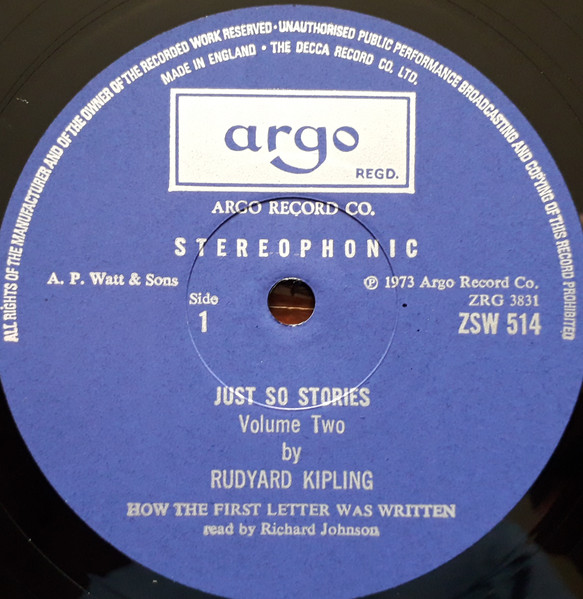 ALL RIGHTS OF THE MANUFACTURER AND OF THE OWNER OF THE RECORDED WORK RESERVED · UNAUTHORISED PUBLIC PERFORMANCE BROADCASTING AND COPYING OF THIS RECORD PROHIBITED
MADE IN ENGLAND · THE DECCA RECORD CO. LTD.
argo
REGD.
ARGO RECORD CO.
STEREOPHONIC
A. P. Watt & Sons
℗ 1973 Argo Record Co.
Side
ZRG 3831
1
ZSW 514
JUST SO STORIES
Volume Two
by
RUDYARD KIPLING
HOW THE FIRST LETTER WAS WRITTEN
read by Richard Johnson